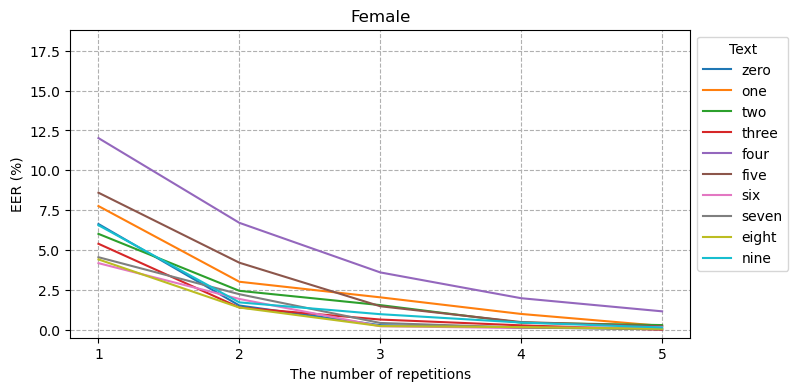 Female
17.5
15.0
12.5
10.0
7.5
5.0
2.5
0.0
EER (%)
1 2 3 4 5
The number of repetitions
Text
zero
one
two
three
four
five
six
seven
eight
nine